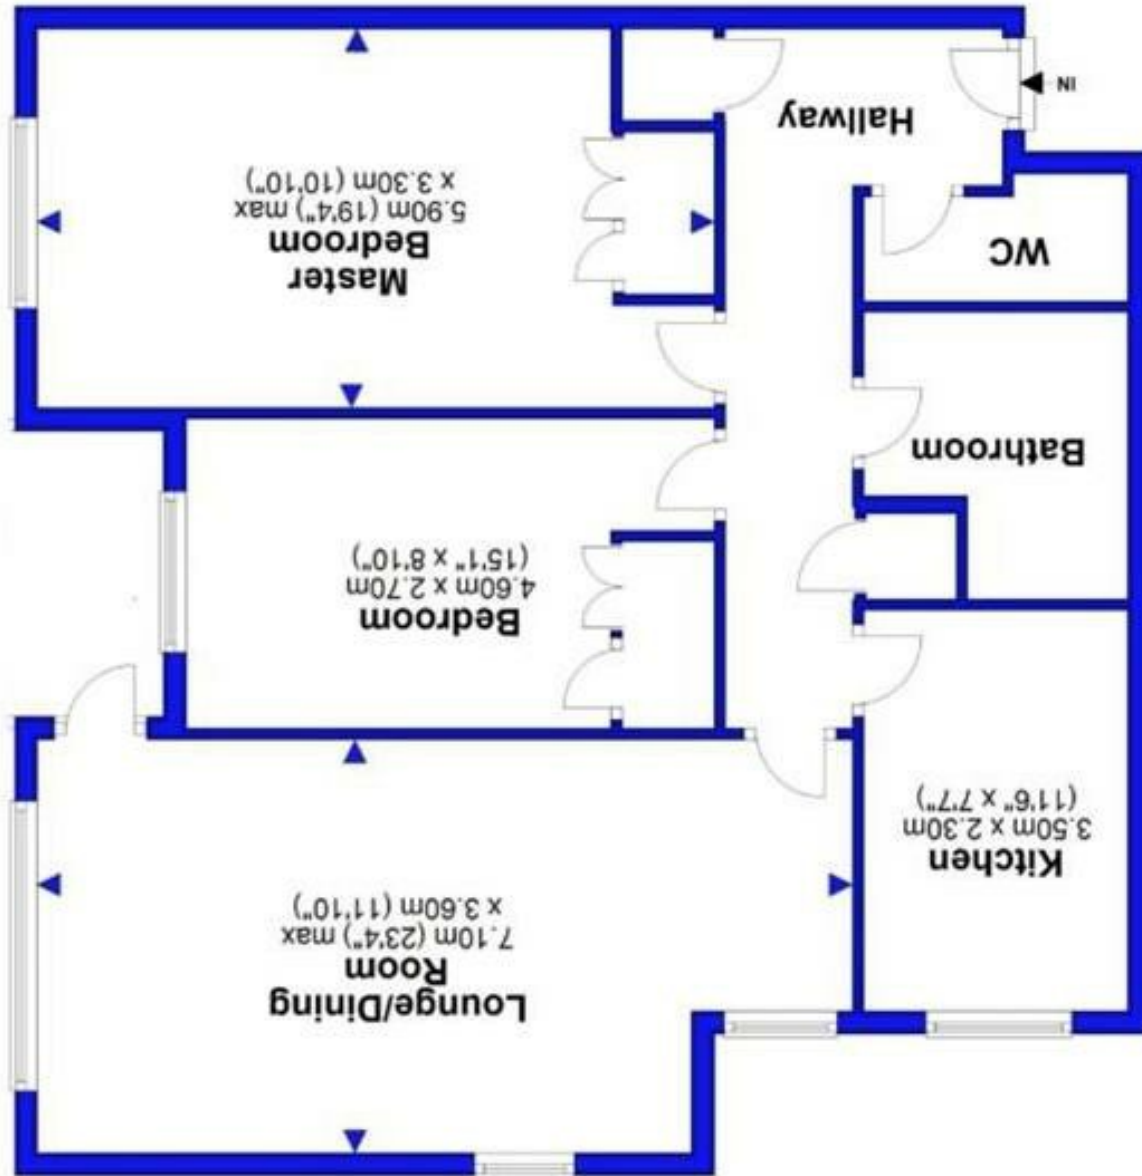 Lounge/Dining
Room
7.10m (23'4") max
x 3.60m (11'10")
Kitchen
3.50m x 2.30m
(11'6" x 7'7")
Bedroom
4.60m x 2.70m
(15'1" x 8'10")
Bathroom
Master
Bedroom
5.90m (19'4") max
x 3.30m (10'10")
WC
Hallway
IN